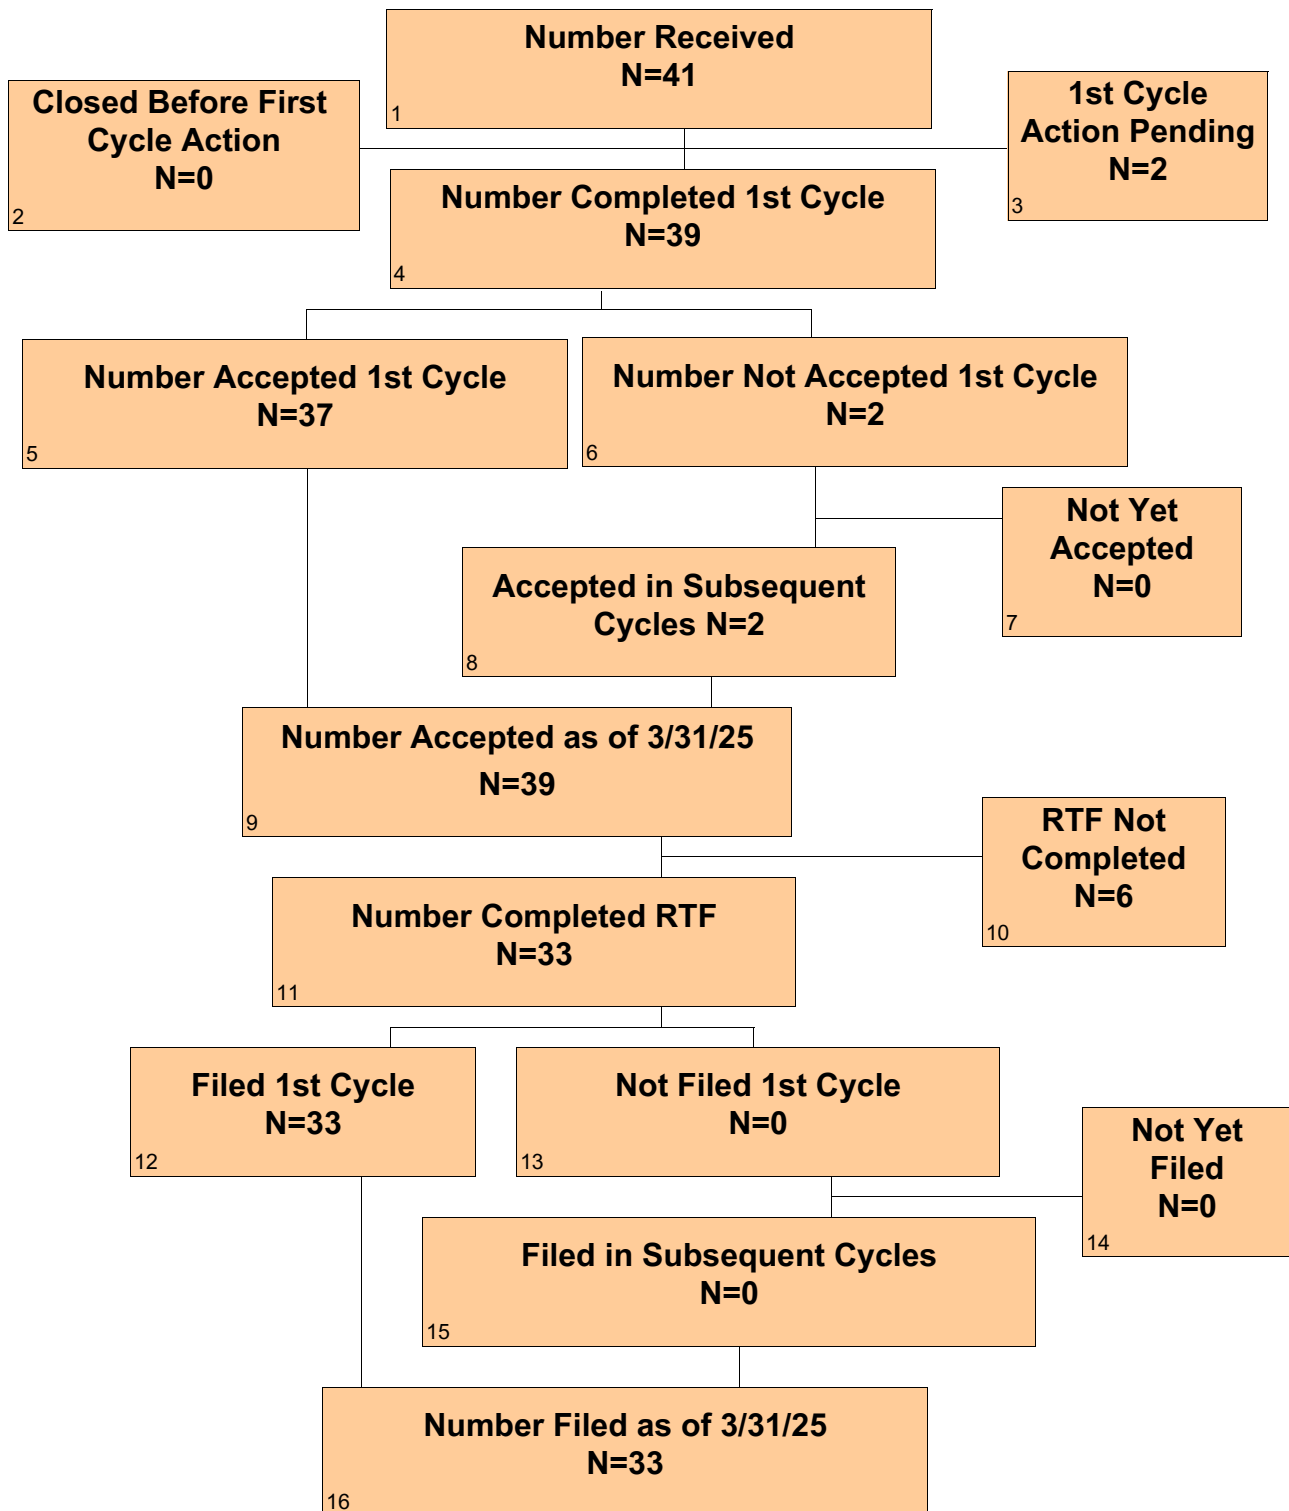 Number Received
N=41
1
Closed Before First
Cycle Action
N=0
2
1st Cycle
Action Pending
N=2
3
Number Completed 1st Cycle
N=39
4
Number Accepted 1st Cycle
N=37
5
Number Not Accepted 1st Cycle
N=2
6
Not Yet
Accepted
N=0
7
Accepted in Subsequent
Cycles N=2
8
Number Accepted as of 3/31/25
N=39
9
RTF Not
Completed
N=6
10
Number Completed RTF
N=33
11
Filed 1st Cycle
N=33
12
Not Filed 1st Cycle
N=0
13
Not Yet
Filed
N=0
14
Filed in Subsequent Cycles
N=0
15
Number Filed as of 3/31/25
N=33
16